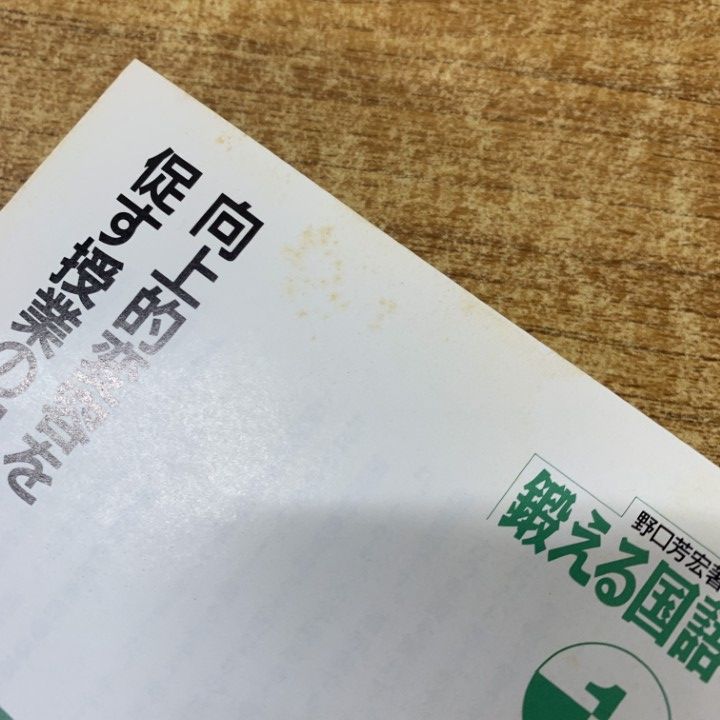 向上的変容を
促す授業の
野口芳宏著
鍛える国語
1